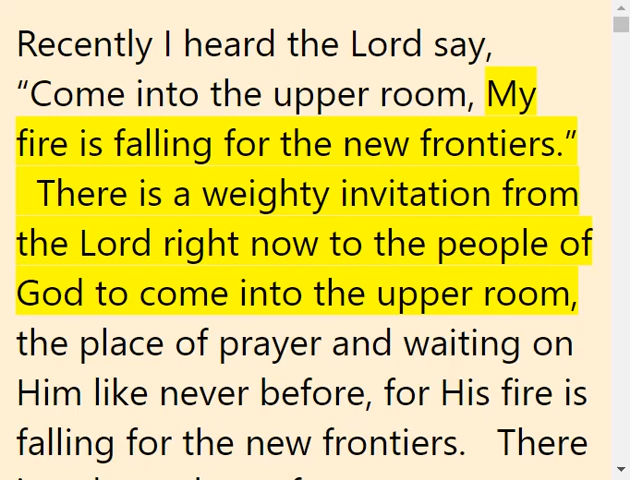 Recently I heard the Lord say,
“Come into the upper room, My
fire is falling for the new frontiers.”
There is a weighty invitation from
the Lord right now to the people of
God to come into the upper room,
the place of prayer and waiting on
Him like never before, for His fire is
falling for the new frontiers.   There